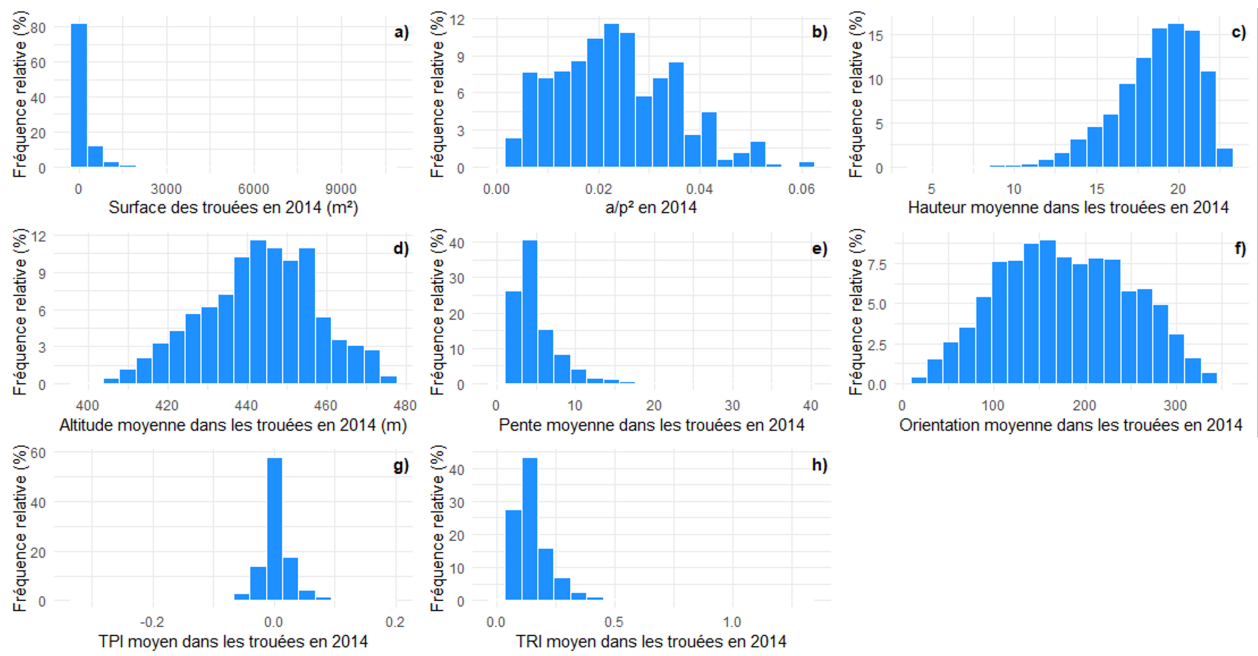 a)
Fréquence relative (%)
80
60
40
20
0
0 3000 6000 9000
Surface des trouées en 2014 (m²)
b)
Fréquence relative (%)
12
9
6
3
0
0.00 0.02 0.04 0.06
a/p² en 2014
c)
Fréquence relative (%)
15
10
5
0
5 10 15 20
Hauteur moyenne dans les trouées en 2014
d)
Fréquence relative (%)
12
9
6
3
0
400 420 440 460 480
Altitude moyenne dans les trouées en 2014 (m)
e)
Fréquence relative (%)
40
30
20
10
0
0 10 20 30 40
Pente moyenne dans les trouées en 2014
f)
Fréquence relative (%)
7.5
5.0
2.5
0.0
0 100 200 300
Orientation moyenne dans les trouées en 2014
g)
Fréquence relative (%)
60
40
20
0
-0.2 0.0 0.2
TPI moyen dans les trouées en 2014
h)
Fréquence relative (%)
40
30
20
10
0
0.0 0.5 1.0
TRI moyen dans les trouées en 2014